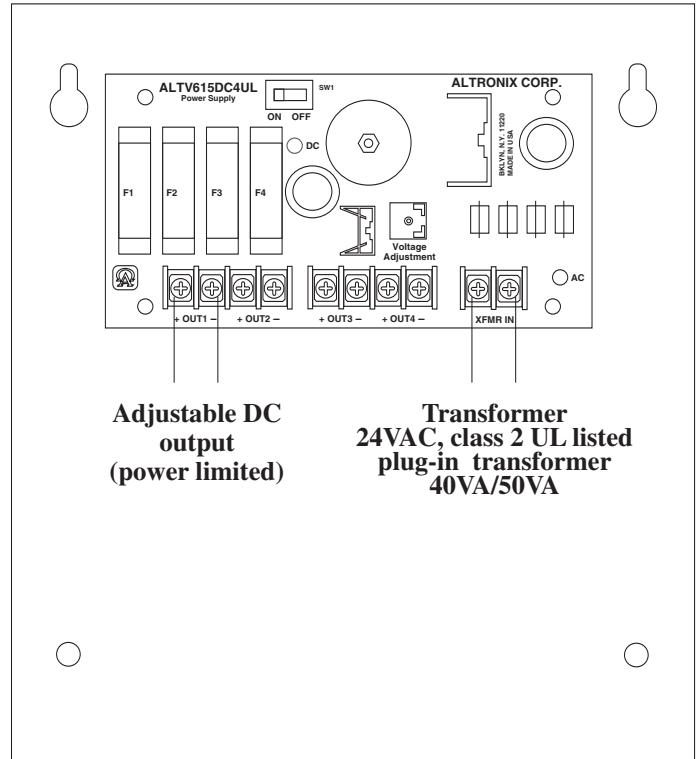 ALTV615DC4UL
Power Supply
SW1
ON OFF
ALTRONIX CORP.
BKLYN, N.Y. 11220
MADE IN USA
DC
F1 F2 F3 F4
Voltage
Adjustment
AC
+ OUT1 – + OUT2 – + OUT3 – + OUT4 – XFMR IN
Adjustable DC
output
(power limited)
Transformer
24VAC, class 2 UL listed
plug-in transformer
40VA/50VA